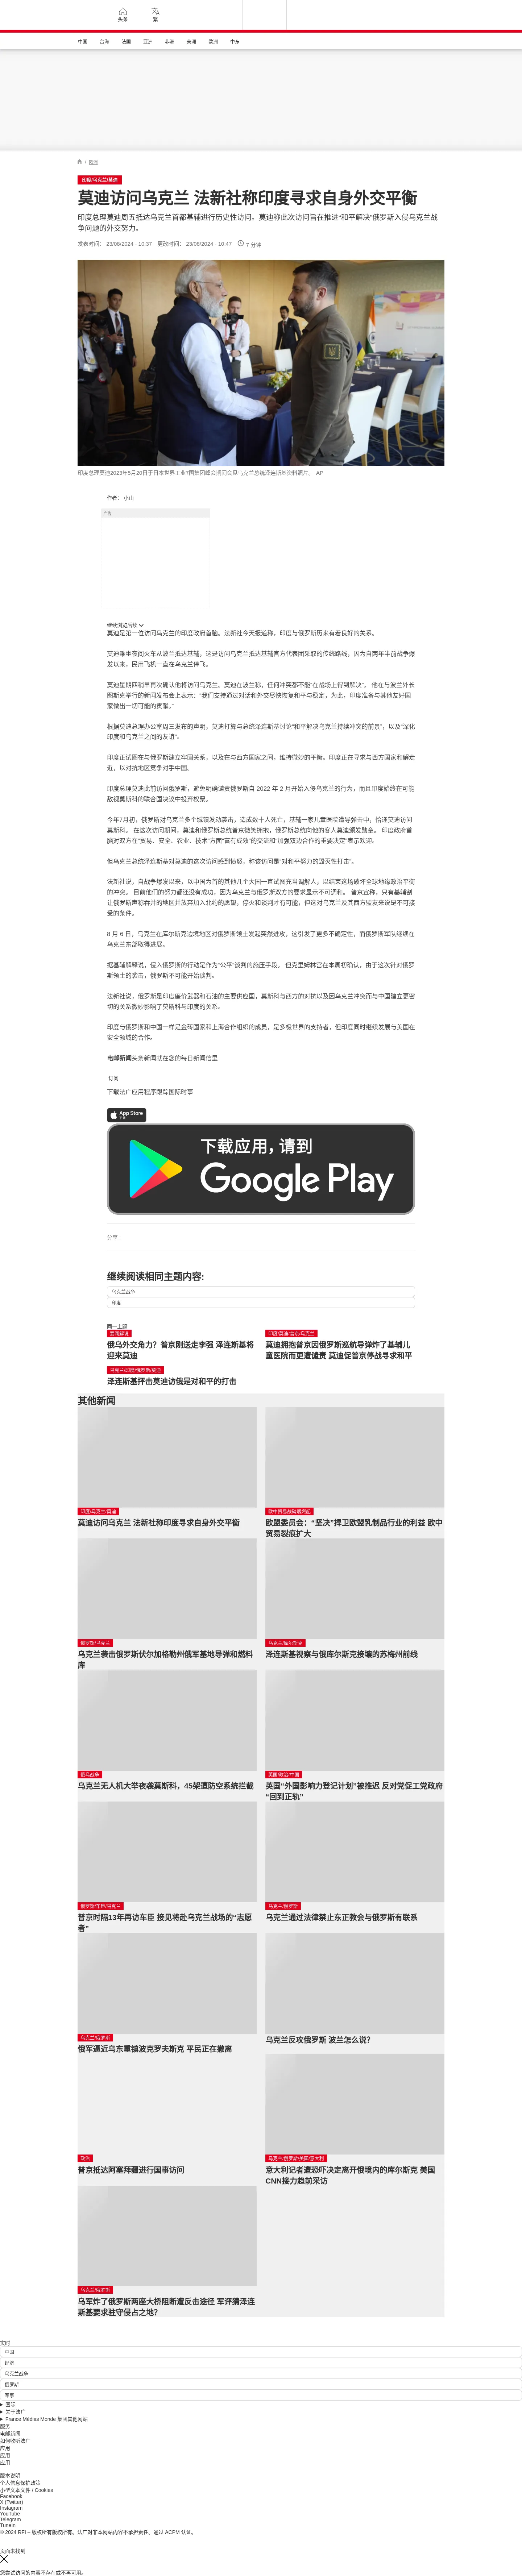 头条
繁
中国
台海
法国
亚洲
非洲
美洲
欧洲
中东
/ 欧洲
印度/乌克兰/莫迪
莫迪访问乌克兰 法新社称印度寻求自身外交平衡
印度总理莫迪周五抵达乌克兰首都基辅进行历史性访问。莫迪称此次访问旨在推进“和平解决”俄罗斯入侵乌克兰战
争问题的外交努力。
发表时间： 23/08/2024 - 10:37 更改时间： 23/08/2024 - 10:47 7 分钟
印度总理莫迪2023年5月20日于日本世界工业7国集团峰会期间会见乌克兰总统泽连斯基资料照片。 AP
作者： 小山
广告
继续浏览后续
莫迪是第一位访问乌克兰的印度政府首脑。法新社今天报道称，印度与俄罗斯历来有着良好的关系。
莫迪乘坐夜间火车从波兰抵达基辅，这是访问乌克兰抵达基辅官方代表团采取的传统路线，因为自两年半前战争爆
发以来，民用飞机一直在乌克兰停飞。
莫迪星期四稍早再次确认他将访问乌克兰。莫迪在波兰称，任何冲突都不能“在战场上得到解决”。 他在与波兰外长
图斯克举行的新闻发布会上表示：“我们支持通过对话和外交尽快恢复和平与稳定，为此，印度准备与其他友好国
家做出一切可能的贡献。”
根据莫迪总理办公室周三发布的声明，莫迪打算与总统泽连斯基讨论“和平解决乌克兰持续冲突的前景”，以及“深化
印度和乌克兰之间的友谊”。
印度正试图在与俄罗斯建立牢固关系，以及在与西方国家之间，维持微妙的平衡。印度正在寻求与西方国家和解走
近，以对抗地区竞争对手中国。
印度总理莫迪此前访问俄罗斯，避免明确谴责俄罗斯自 2022 年 2 月开始入侵乌克兰的行为，而且印度始终在可能
敌视莫斯科的联合国决议中投弃权票。
今年7月初，俄罗斯对乌克兰多个城镇发动袭击，造成数十人死亡，基辅一家儿童医院遭导弹击中，恰逢莫迪访问
莫斯科。 在这次访问期间，莫迪和俄罗斯总统普京微笑拥抱，俄罗斯总统向他的客人莫迪颁发勋章。 印度政府首
脑对双方在“贸易、安全、农业、技术”方面“富有成效”的交流和“加强双边合作的重要决定”表示欢迎。
但乌克兰总统泽连斯基对莫迪的这次访问感到愤怒，称该访问是“对和平努力的毁灭性打击”。
法新社说，自战争爆发以来，以中国为首的其他几个大国一直试图充当调解人，以结束这场破坏全球地缘政治平衡
的冲突。 目前他们的努力都还没有成功，因为乌克兰与俄罗斯双方的要求显示不可调和。 普京宣称，只有基辅割
让俄罗斯声称吞并的地区并放弃加入北约的愿望，停火和谈判才有可能，但这对乌克兰及其西方盟友来说是不可接
受的条件。
8 月 6 日，乌克兰在库尔斯克边境地区对俄罗斯领土发起突然进攻，这引发了更多不确定性，而俄罗斯军队继续在
乌克兰东部取得进展。
据基辅解释说，侵入俄罗斯的行动是作为“公平”谈判的施压手段。 但克里姆林宫在本周初确认，由于这次针对俄罗
斯领土的袭击，俄罗斯不可能开始谈判。
法新社说，俄罗斯是印度廉价武器和石油的主要供应国，莫斯科与西方的对抗以及因乌克兰冲突而与中国建立更密
切的关系微妙影响了莫斯科与印度的关系。
印度与俄罗斯和中国一样是金砖国家和上海合作组织的成员，是多极世界的支持者，但印度同时继续发展与美国在
安全领域的合作。
电邮新闻头条新闻就在您的每日新闻信里
订阅
下载法广应用程序跟踪国际时事
App Store
下载
下载应用，请到
Google Play
分享 :
继续阅读相同主题内容:
乌克兰战争
印度
同一主题
要闻解说
俄乌外交角力？普京刚送走李强 泽连斯基将
迎来莫迪
印度/莫迪/普京/乌克兰
莫迪拥抱普京因俄罗斯巡航导弹炸了基辅儿
童医院而更遭谴责 莫迪促普京停战寻求和平
乌克兰/印度/俄罗斯/莫迪
泽连斯基抨击莫迪访俄是对和平的打击
其他新闻
印度/乌克兰/莫迪
莫迪访问乌克兰 法新社称印度寻求自身外交平衡
欧中贸易战硝烟燃起
欧盟委员会：“坚决”捍卫欧盟乳制品行业的利益 欧中
贸易裂痕扩大
俄罗斯/乌克兰
乌克兰袭击俄罗斯伏尔加格勒州俄军基地导弹和燃料
库
乌克兰/库尔斯克
泽连斯基视察与俄库尔斯克接壤的苏梅州前线
俄乌战争
乌克兰无人机大举夜袭莫斯科，45架遭防空系统拦截
英国/政治/中国
英国“外国影响力登记计划”被推迟 反对党促工党政府
“回到正轨”
俄罗斯/车臣/乌克兰
普京时隔13年再访车臣 接见将赴乌克兰战场的“志愿
者”
乌克兰/俄罗斯
乌克兰通过法律禁止东正教会与俄罗斯有联系
乌克兰/俄罗斯
俄军逼近乌东重镇波克罗夫斯克 平民正在撤离
乌克兰反攻俄罗斯 波兰怎么说?
政治
普京抵达阿塞拜疆进行国事访问
乌克兰/俄罗斯/美国/意大利
意大利记者遭恐吓决定离开俄境内的库尔斯克 美国
CNN接力趋前采访
乌克兰/俄罗斯
乌军炸了俄罗斯两座大桥阻断遭反击途径 军评猜泽连
斯基要求驻守侵占之地？
实时
中国
经济
乌克兰战争
俄罗斯
军事
国际
关于法广
France Médias Monde 集团其他网站
服务
电邮新闻
如何收听法广
应用
应用
应用
版本说明
个人信息保护政策
小型文本文件 / Cookies
Facebook
X (Twitter)
Instagram
YouTube
Telegram
TuneIn
© 2024 RFI – 版权所有版权所有。法广对非本网站内容不承担责任。通过 ACPM 认证。
页面未找到
您尝试访问的内容不存在或不再可用。